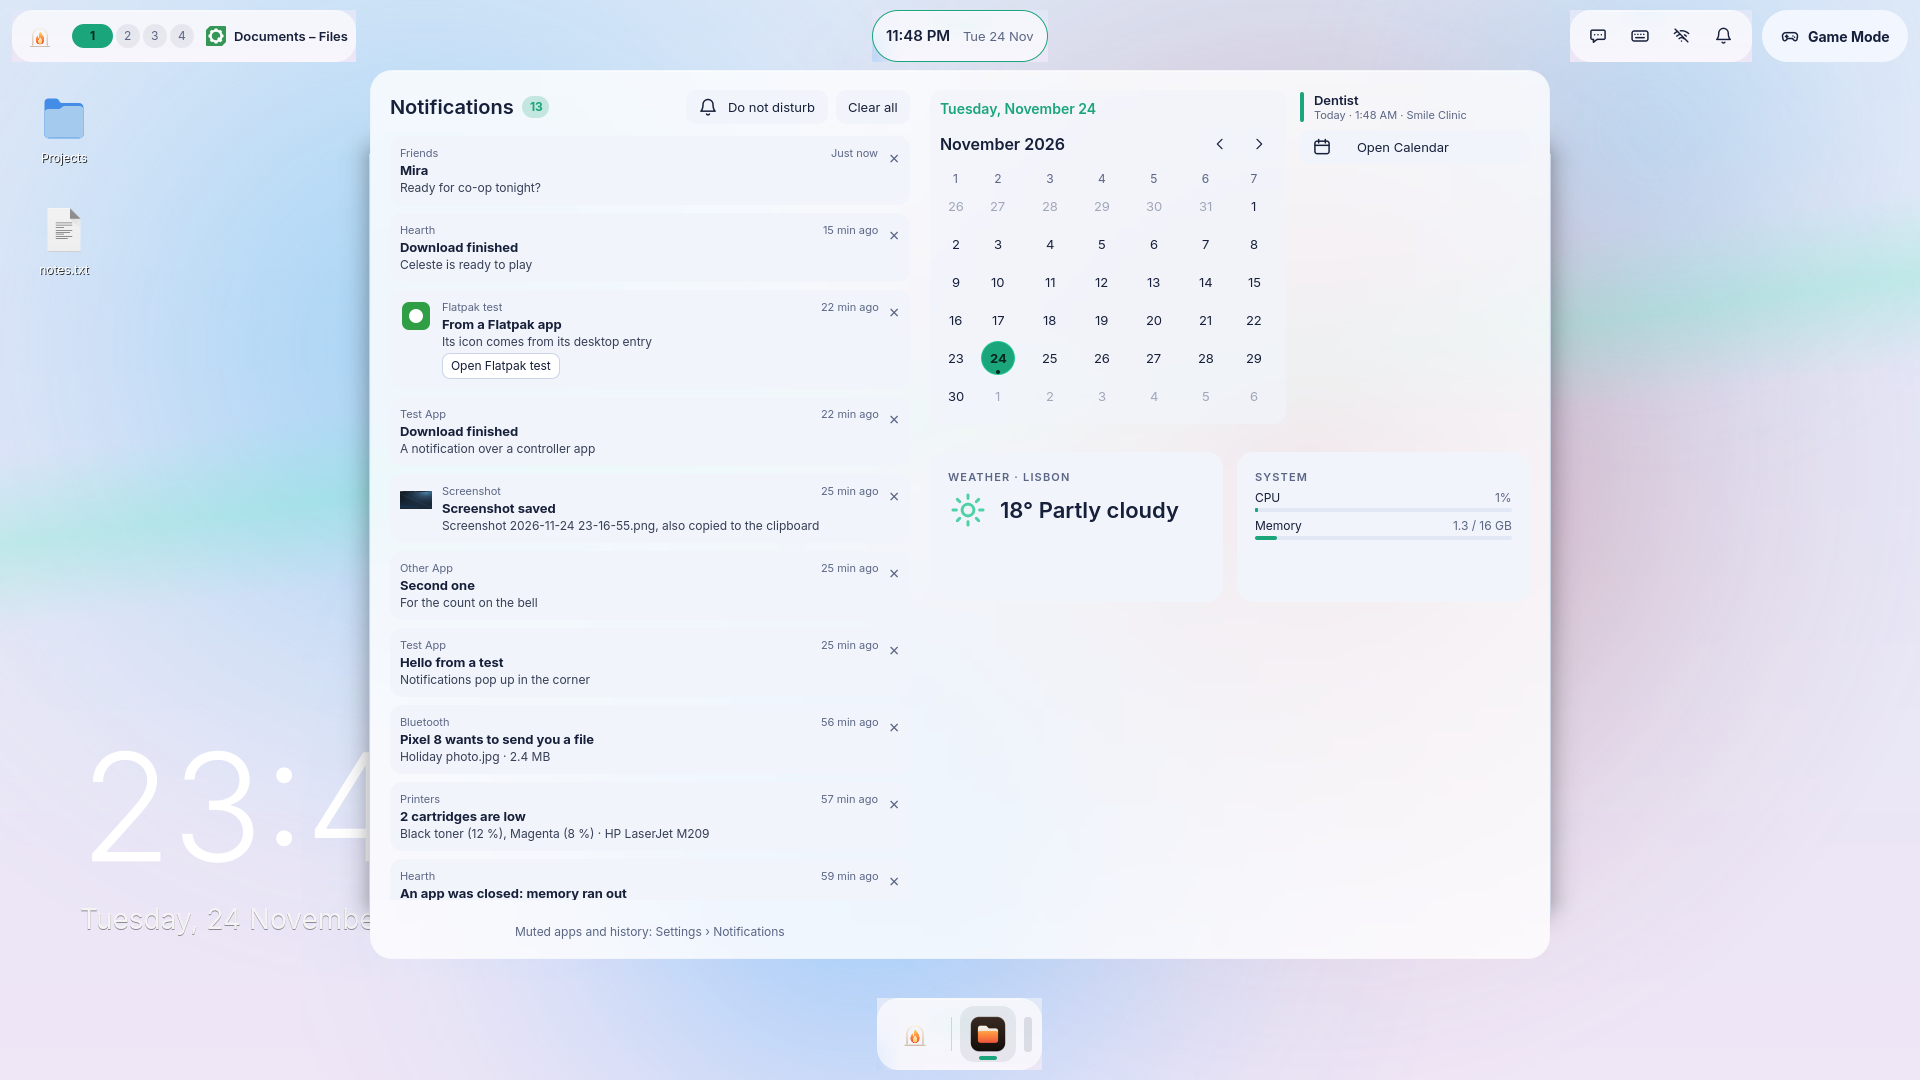 1 2 3 4 Documents – Files
11:48 PM Tue 24 Nov
Game Mode
Projects
notes.txt
23:4
Tuesday, 24 Novembe
Notifications 13
Do not disturb
Clear all
Friends Just now
Mira
Ready for co-op tonight?
Hearth 15 min ago
Download finished
Celeste is ready to play
Flatpak test 22 min ago
From a Flatpak app
Its icon comes from its desktop entry
Open Flatpak test
Test App 22 min ago
Download finished
A notification over a controller app
Screenshot 25 min ago
Screenshot saved
Screenshot 2026-11-24 23-16-55.png, also copied to the clipboard
Other App 25 min ago
Second one
For the count on the bell
Test App 25 min ago
Hello from a test
Notifications pop up in the corner
Bluetooth 56 min ago
Pixel 8 wants to send you a file
Holiday photo.jpg · 2.4 MB
Printers 57 min ago
2 cartridges are low
Black toner (12 %), Magenta (8 %) · HP LaserJet M209
Hearth 59 min ago
An app was closed: memory ran out
Muted apps and history: Settings › Notifications
Tuesday, November 24
November 2026
1 2 3 4 5 6 7
26 27 28 29 30 31 1
2 3 4 5 6 7 8
9 10 11 12 13 14 15
16 17 18 19 20 21 22
23 24 25 26 27 28 29
30 1 2 3 4 5 6
Dentist
Today · 1:48 AM · Smile Clinic
Open Calendar
WEATHER · LISBON
18° Partly cloudy
SYSTEM
CPU 1%
Memory 1.3 / 16 GB